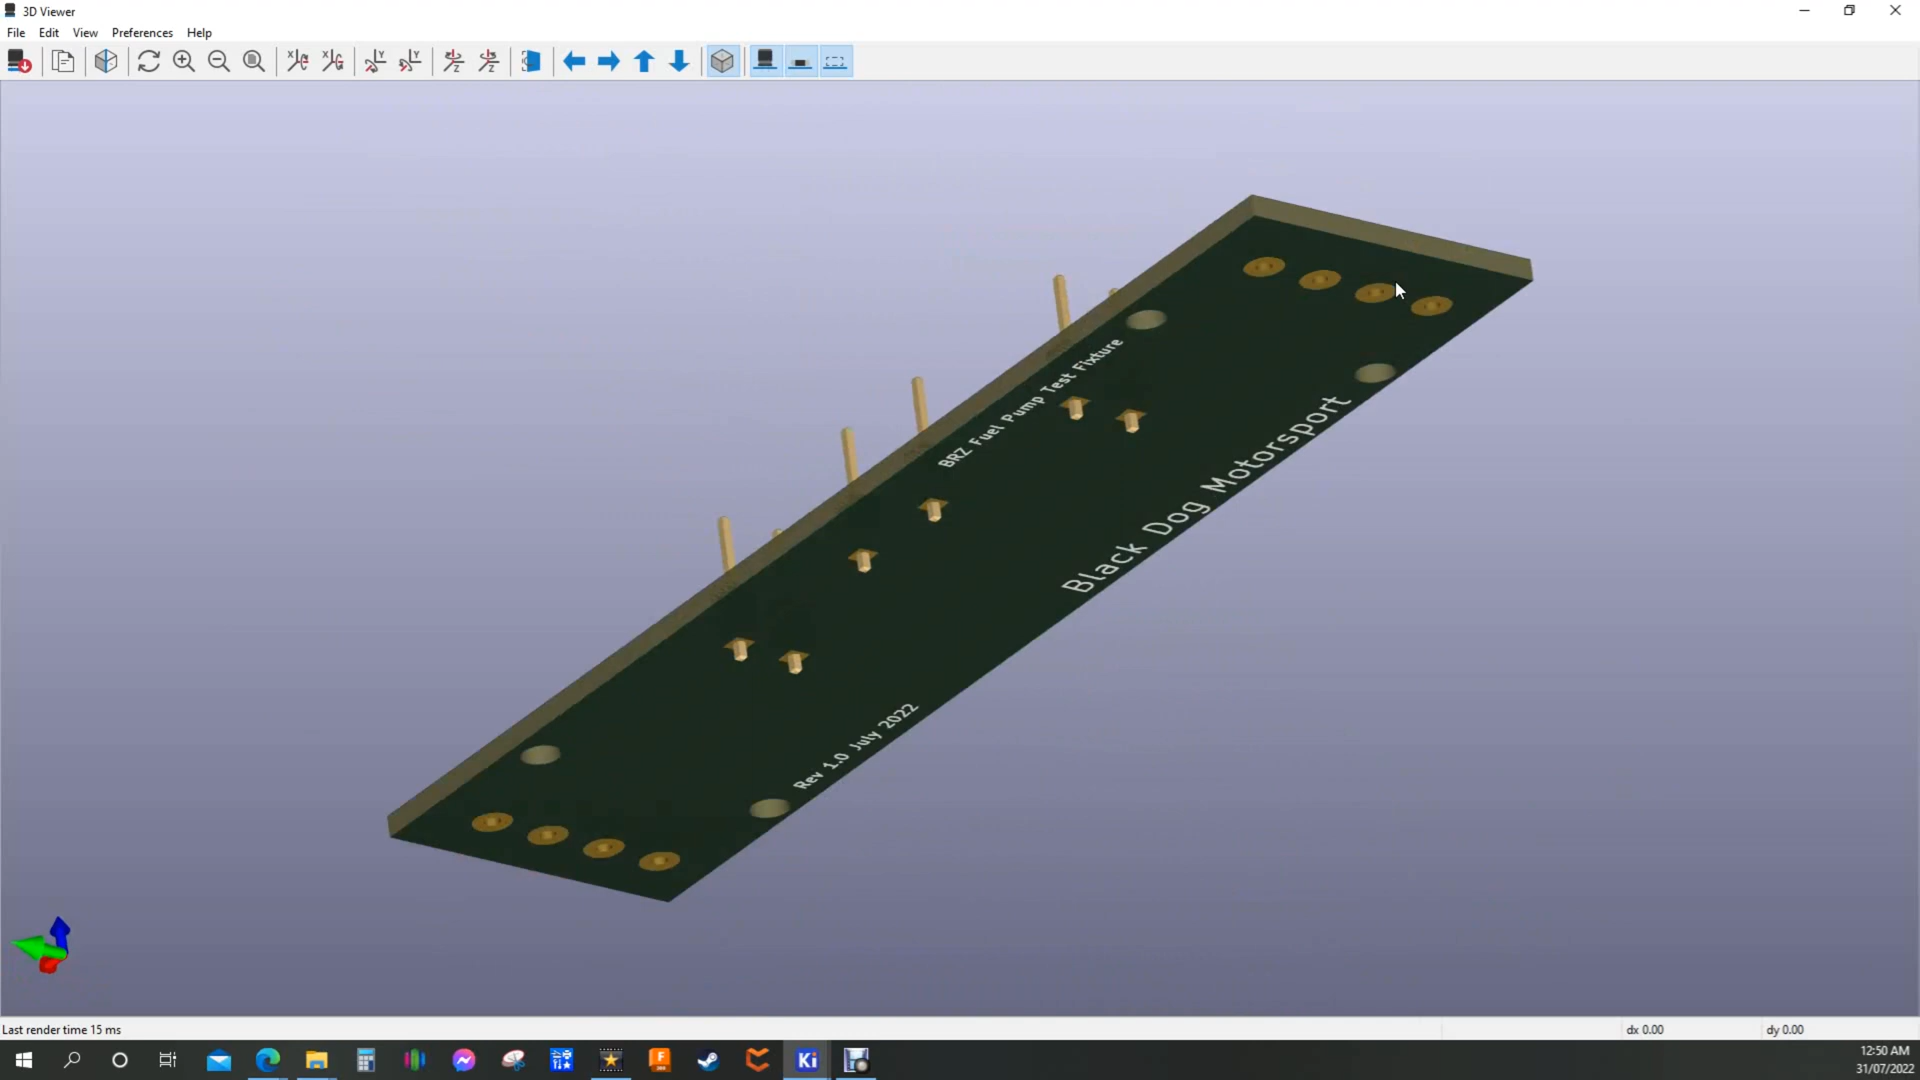 3D Viewer
File Edit View Preferences Help
BRZ Fuel Pump Test Fixture
Black Dog Motorsport
Rev 1.0 July 2022
Last render time 15 ms
dx 0.00
dy 0.00
Ki
12:50 AM
31/07/2022